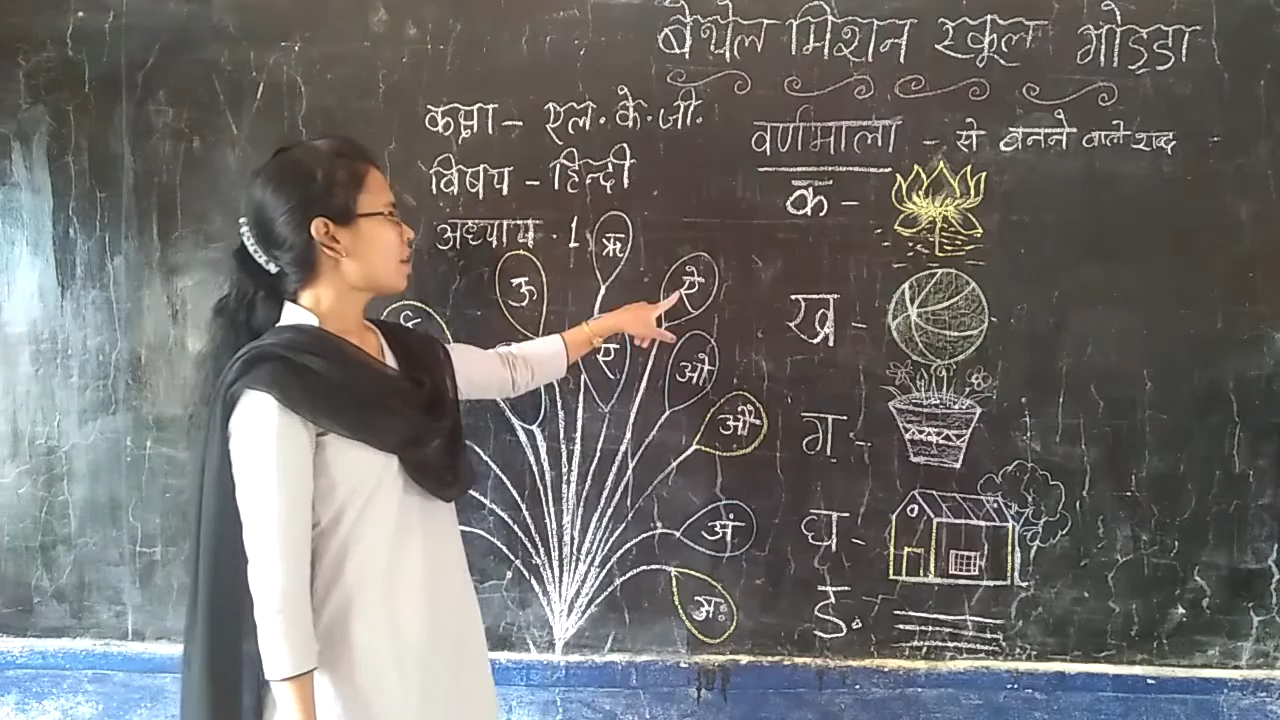 बेथेल मिशन स्कूल गोड्डा
कक्षा - एल. के. जी.
विषय - हिन्दी
अध्याय . 1
वर्णमाला - से बनने वाले शब्द
क -
ख -
ग -
घ -
ङ
ऊ
ऋ
ए
ऐ
ओ
औ
अं
अः